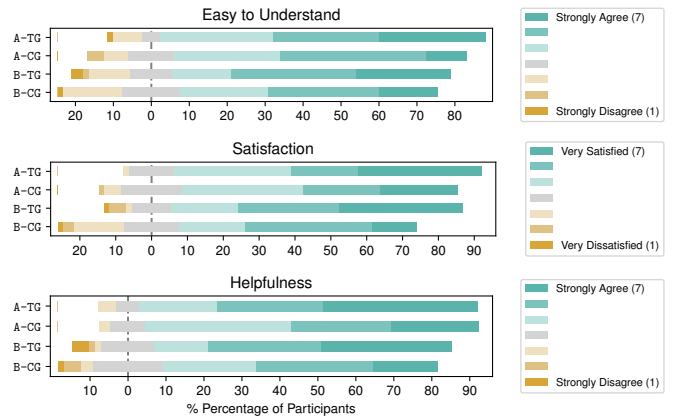 Easy to Understand
A-TG
A-CG
B-TG
B-CG
20 10 0 10 20 30 40 50 60 70 80
Strongly Agree (7)
Strongly Disagree (1)
Satisfaction
A-TG
A-CG
B-TG
B-CG
20 10 0 10 20 30 40 50 60 70 80 90
Very Satisfied (7)
Very Dissatisfied (1)
Helpfulness
A-TG
A-CG
B-TG
B-CG
10 0 10 20 30 40 50 60 70 80 90
% Percentage of Participants
Strongly Agree (7)
Strongly Disagree (1)